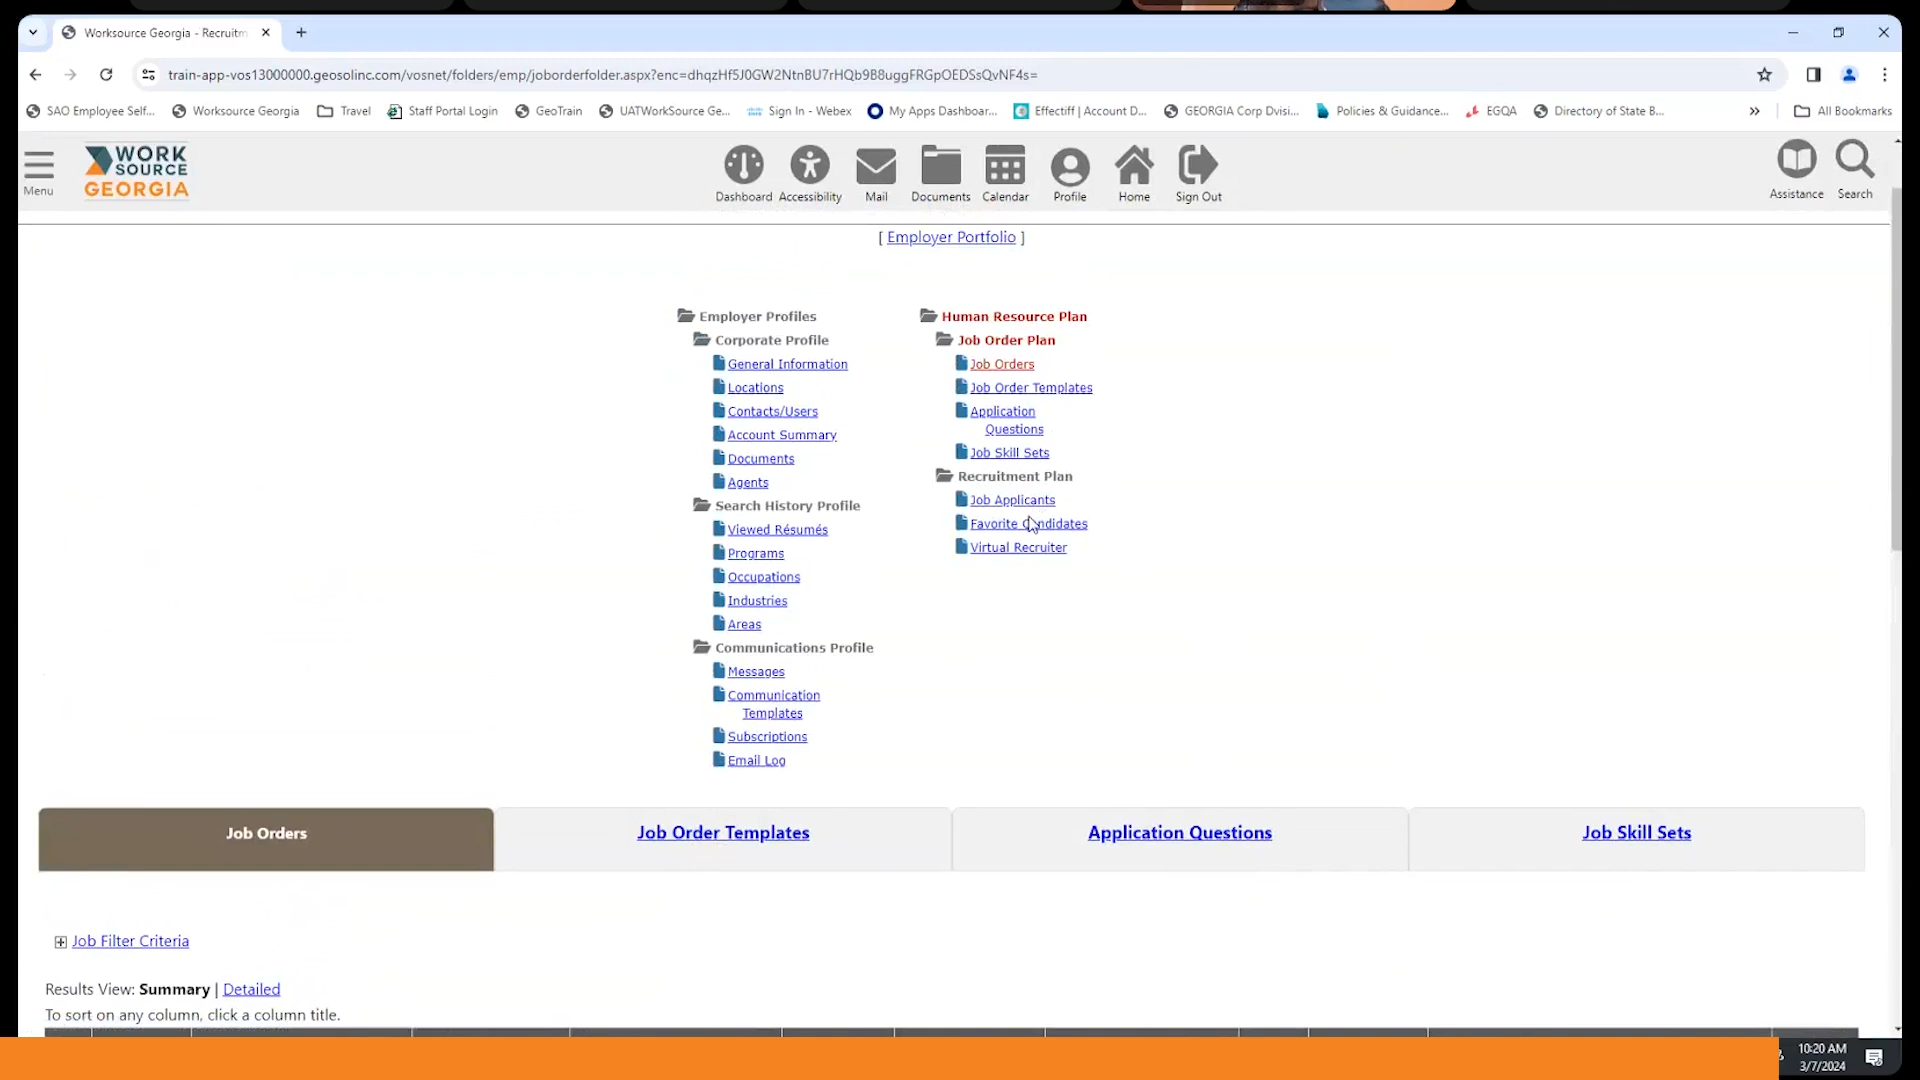 Worksource Georgia - Recruitm
train-app-vos13000000.geosolinc.com/vosnet/folders/emp/joborderfolder.aspx?enc=dhqzHf5J0GW2NtnBU7rHQb9B8uggFRGpOEDSsQvNF4s=
SAO Employee Self... Worksource Georgia Travel Staff Portal Login GeoTrain UATWorkSource Ge... Sign In - Webex My Apps Dashboar... Effectiff | Account D... GEORGIA Corp Dvisi... Policies & Guidance... EGQA Directory of State B... » All Bookmarks
Menu
WORK
SOURCE
GEORGIA
Dashboard Accessibility Mail Documents Calendar Profile Home Sign Out
Assistance Search
[ Employer Portfolio ]
Employer Profiles
Corporate Profile
General Information
Locations
Contacts/Users
Account Summary
Documents
Agents
Search History Profile
Viewed Résumés
Programs
Occupations
Industries
Areas
Communications Profile
Messages
Communication
Templates
Subscriptions
Email Log
Human Resource Plan
Job Order Plan
Job Orders
Job Order Templates
Application
Questions
Job Skill Sets
Recruitment Plan
Job Applicants
Favorite Candidates
Virtual Recruiter
Job Orders
Job Order Templates
Application Questions
Job Skill Sets
Job Filter Criteria
Results View: Summary | Detailed
To sort on any column, click a column title.
10:20 AM
3/7/2024